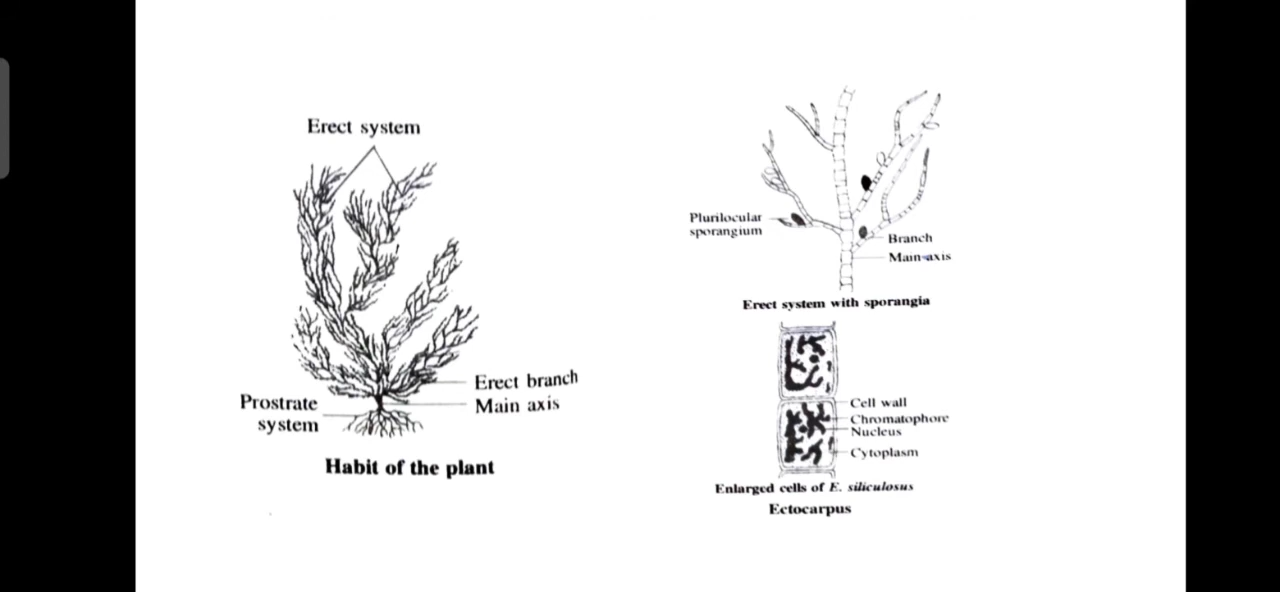 Erect system
Erect branch
Main axis
Prostrate
system
Habit of the plant
Plurilocular
sporangium
Branch
Main-axis
Erect system with sporangia
Cell wall
Chromatophore
Nucleus
Cytoplasm
Enlarged cells of E. siliculosus
Ectocarpus